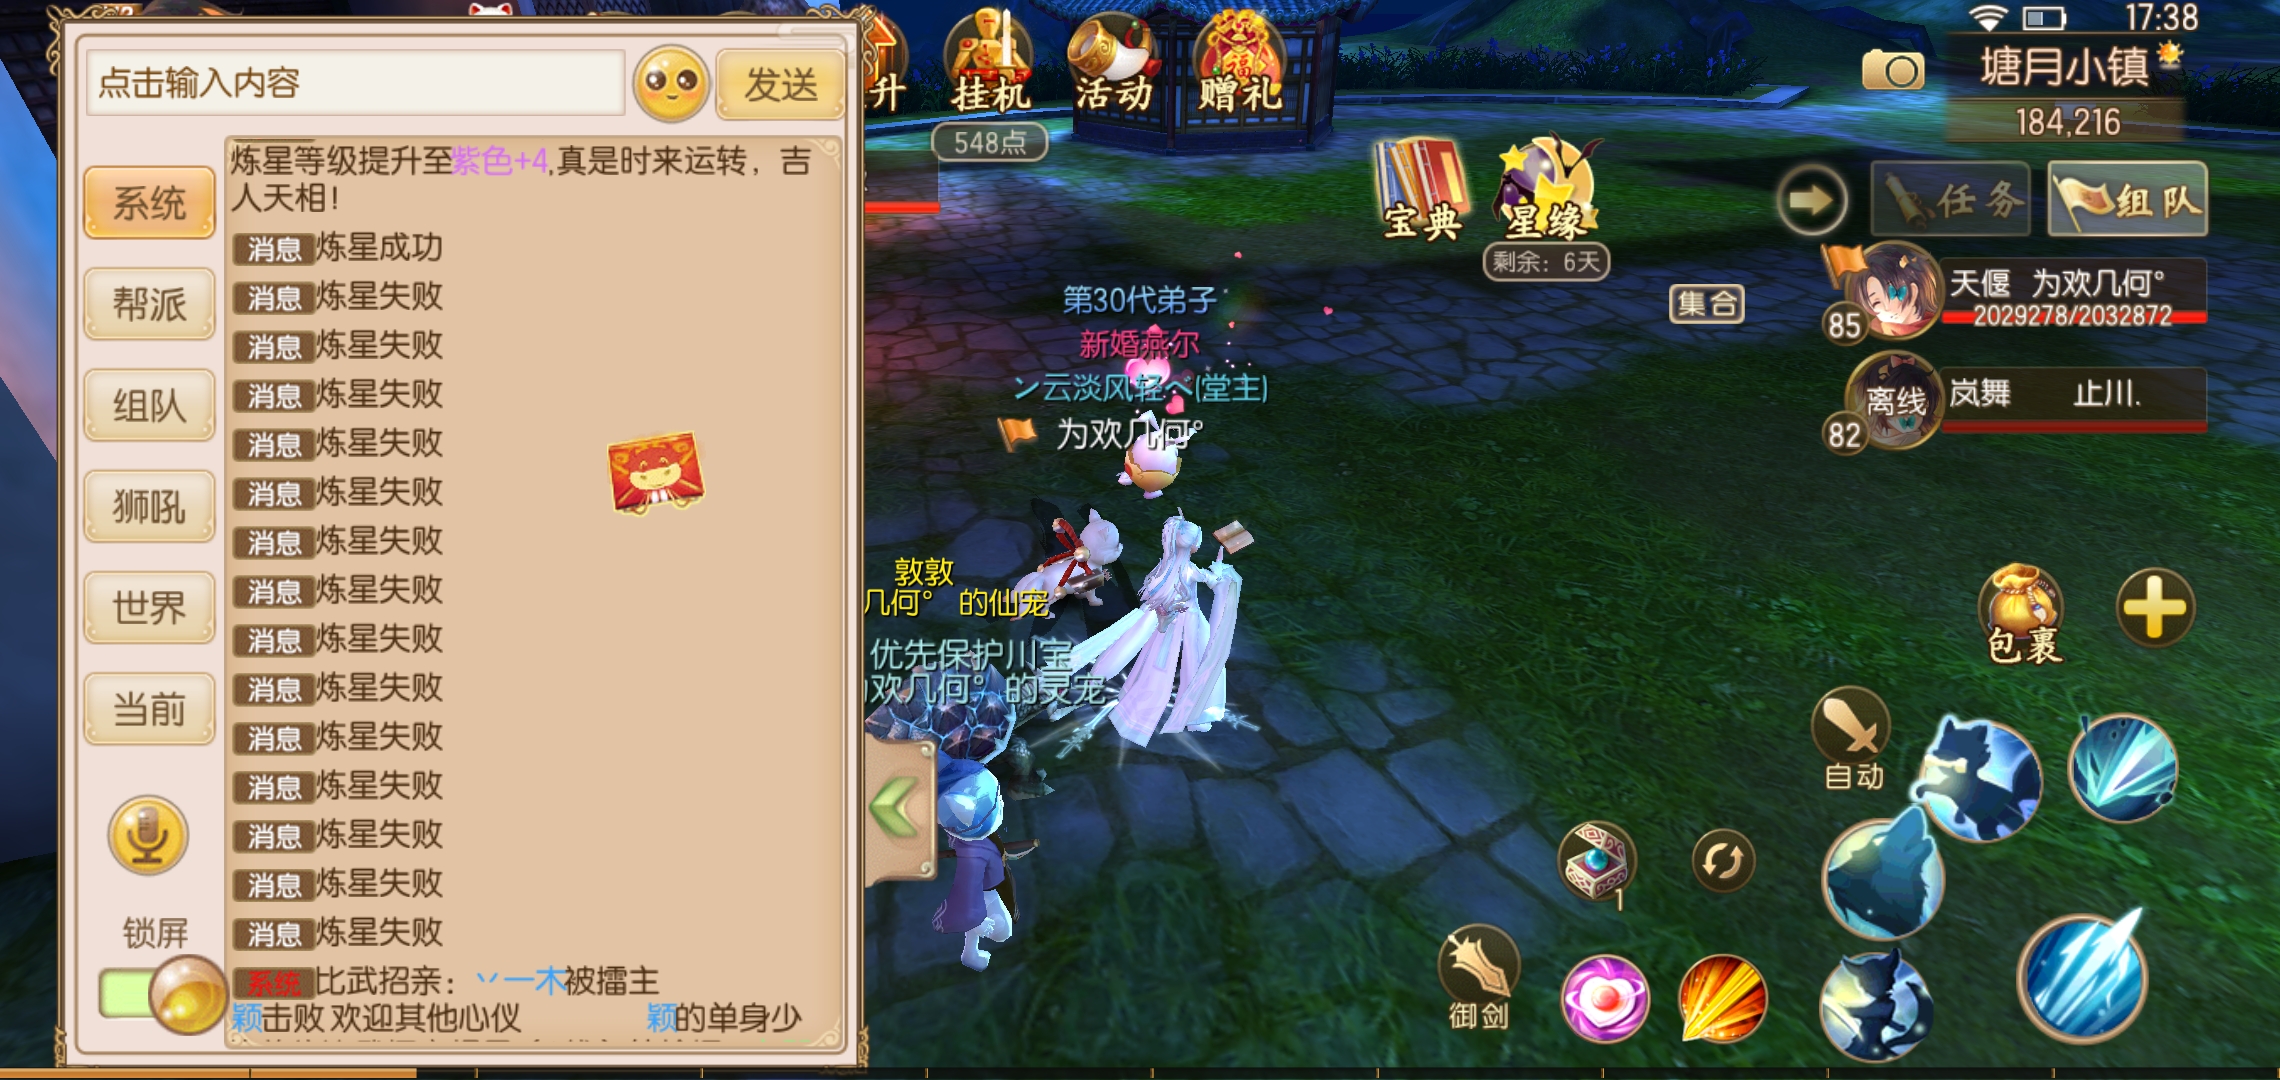 点击输入内容
发送
系统
帮派
组队
狮吼
世界
当前
锁屏
炼星等级提升至紫色+4,真是时来运转，吉
人天相！
消息 炼星成功
消息 炼星失败
消息 炼星失败
消息 炼星失败
消息 炼星失败
消息 炼星失败
消息 炼星失败
消息 炼星失败
消息 炼星失败
消息 炼星失败
消息 炼星失败
消息 炼星失败
消息 炼星失败
消息 炼星失败
消息 炼星失败
系统 比武招亲：丷一木被擂主
颖击败 欢迎其他心仪 颖的单身少
升
挂机
548点
活动
赠礼
17:38
塘月小镇
184,216
宝典
星缘
剩余：6天
任务
组队
集合
85
天偃 为欢几何°
2029278/2032872
离线
82
岚舞 止川.
第30代弟子
新婚燕尔
ン云淡风轻べ(堂主)
为欢几何°
敦敦
几何° 的仙宠
优先保护川宝
欢几何° 的灵宠
包裹
自动
1
御剑